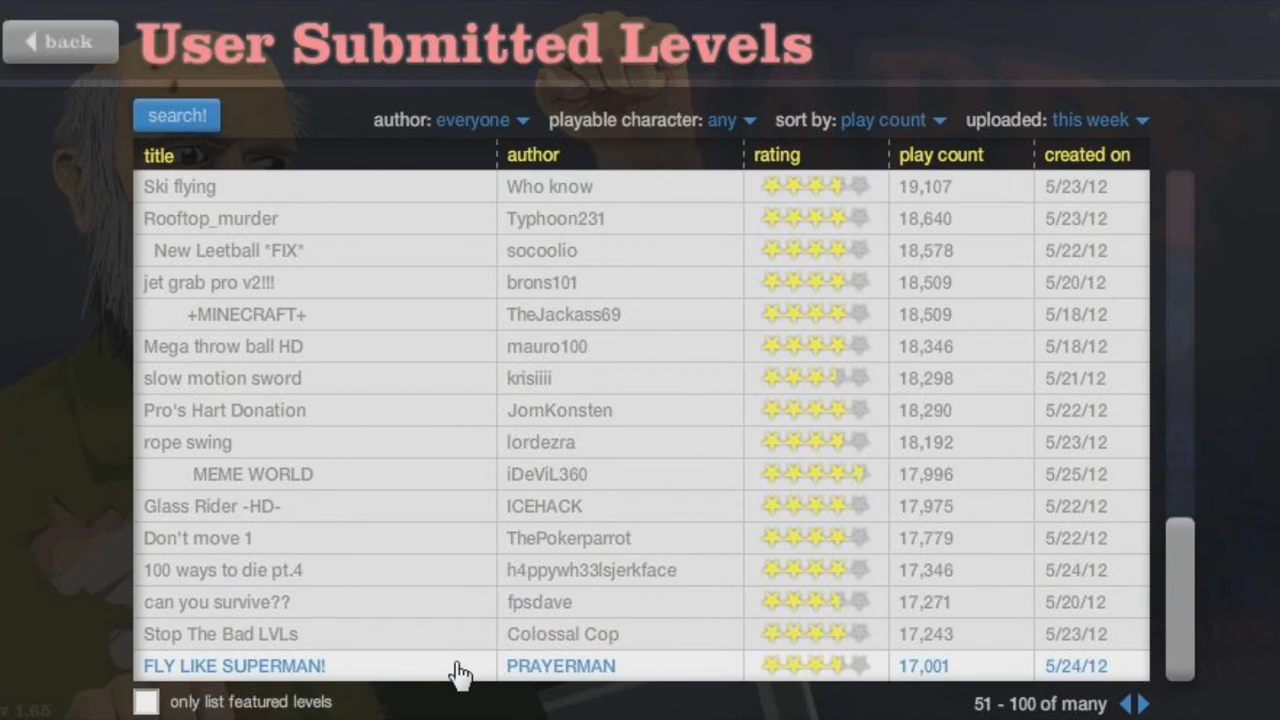 back
User Submitted Levels
search!
author: everyone playable character: any sort by: play count uploaded: this week
title author rating play count created on
Ski flying Who know 19,107 5/23/12
Rooftop_murder Typhoon231 18,640 5/23/12
New Leetball *FIX* socoolio 18,578 5/22/12
jet grab pro v2!!! brons101 18,509 5/20/12
+MINECRAFT+ TheJackass69 18,509 5/18/12
Mega throw ball HD mauro100 18,346 5/18/12
slow motion sword krisiiii 18,298 5/21/12
Pro's Hart Donation JomKonsten 18,290 5/22/12
rope swing lordezra 18,192 5/23/12
MEME WORLD iDeViL360 17,996 5/25/12
Glass Rider -HD- ICEHACK 17,975 5/22/12
Don't move 1 ThePokerparrot 17,779 5/22/12
100 ways to die pt.4 h4ppywh33lsjerkface 17,346 5/24/12
can you survive?? fpsdave 17,271 5/20/12
Stop The Bad LVLs Colossal Cop 17,243 5/23/12
FLY LIKE SUPERMAN! PRAYERMAN 17,001 5/24/12
only list featured levels 51 - 100 of many
v 1.65